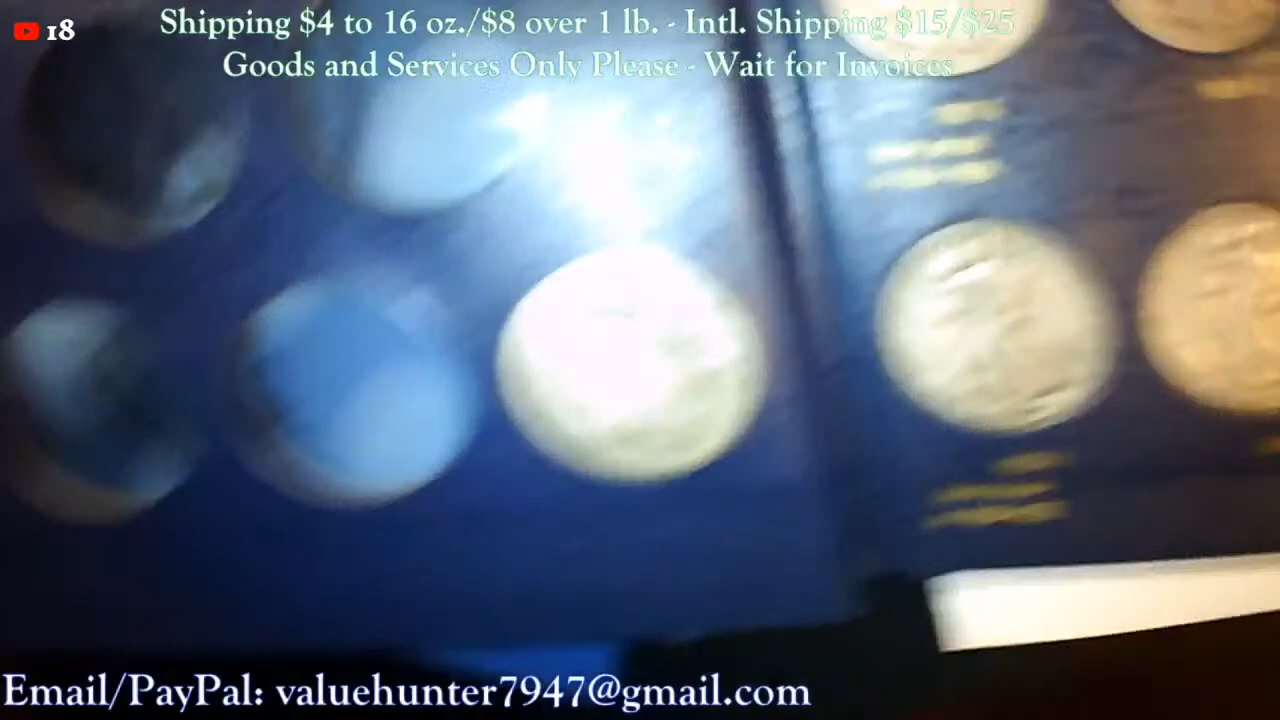 18
Shipping $4 to 16 oz./$8 over 1 lb. - Intl. Shipping $15/$25
Goods and Services Only Please - Wait for Invoices
Email/PayPal: valuehunter7947@gmail.com